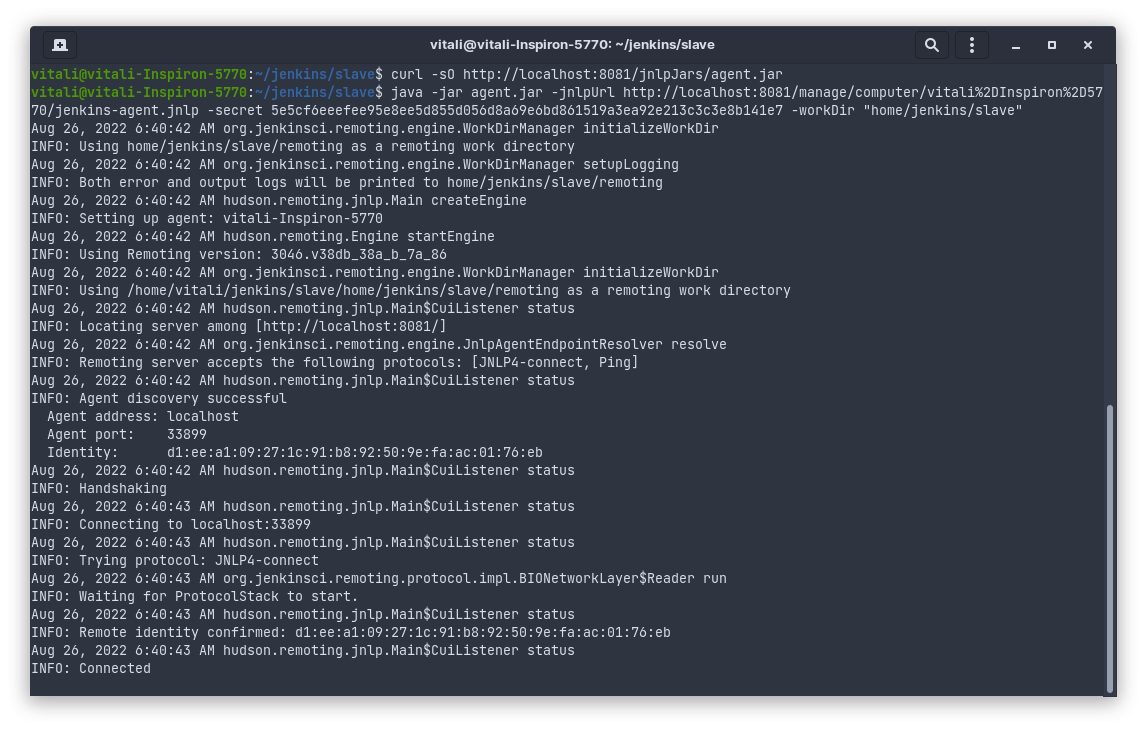 vitali@vitali-Inspiron-5770: ~/jenkins/slave
vitali@vitali-Inspiron-5770:~/jenkins/slave$ curl -sO http://localhost:8081/jnlpJars/agent.jar
vitali@vitali-Inspiron-5770:~/jenkins/slave$ java -jar agent.jar -jnlpUrl http://localhost:8081/manage/computer/vitali%2DInspiron%2D57
70/jenkins-agent.jnlp -secret 5e5cf6eeefee95e8ee5d855d056d8a69e6bd861519a3ea92e213c3c3e8b141e7 -workDir "home/jenkins/slave"
Aug 26, 2022 6:40:42 AM org.jenkinsci.remoting.engine.WorkDirManager initializeWorkDir
INFO: Using home/jenkins/slave/remoting as a remoting work directory
Aug 26, 2022 6:40:42 AM org.jenkinsci.remoting.engine.WorkDirManager setupLogging
INFO: Both error and output logs will be printed to home/jenkins/slave/remoting
Aug 26, 2022 6:40:42 AM hudson.remoting.jnlp.Main createEngine
INFO: Setting up agent: vitali-Inspiron-5770
Aug 26, 2022 6:40:42 AM hudson.remoting.Engine startEngine
INFO: Using Remoting version: 3046.v38db_38a_b_7a_86
Aug 26, 2022 6:40:42 AM org.jenkinsci.remoting.engine.WorkDirManager initializeWorkDir
INFO: Using /home/vitali/jenkins/slave/home/jenkins/slave/remoting as a remoting work directory
Aug 26, 2022 6:40:42 AM hudson.remoting.jnlp.Main$CuiListener status
INFO: Locating server among [http://localhost:8081/]
Aug 26, 2022 6:40:42 AM org.jenkinsci.remoting.engine.JnlpAgentEndpointResolver resolve
INFO: Remoting server accepts the following protocols: [JNLP4-connect, Ping]
Aug 26, 2022 6:40:42 AM hudson.remoting.jnlp.Main$CuiListener status
INFO: Agent discovery successful
  Agent address: localhost
  Agent port:    33899
  Identity:      d1:ee:a1:09:27:1c:91:b8:92:50:9e:fa:ac:01:76:eb
Aug 26, 2022 6:40:42 AM hudson.remoting.jnlp.Main$CuiListener status
INFO: Handshaking
Aug 26, 2022 6:40:43 AM hudson.remoting.jnlp.Main$CuiListener status
INFO: Connecting to localhost:33899
Aug 26, 2022 6:40:43 AM hudson.remoting.jnlp.Main$CuiListener status
INFO: Trying protocol: JNLP4-connect
Aug 26, 2022 6:40:43 AM org.jenkinsci.remoting.protocol.impl.BIONetworkLayer$Reader run
INFO: Waiting for ProtocolStack to start.
Aug 26, 2022 6:40:43 AM hudson.remoting.jnlp.Main$CuiListener status
INFO: Remote identity confirmed: d1:ee:a1:09:27:1c:91:b8:92:50:9e:fa:ac:01:76:eb
Aug 26, 2022 6:40:43 AM hudson.remoting.jnlp.Main$CuiListener status
INFO: Connected